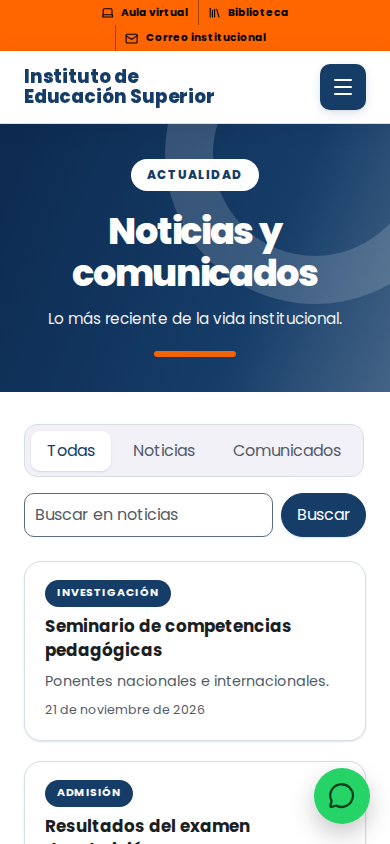 Aula virtual
Biblioteca
Correo institucional
Instituto de
Educación Superior
ACTUALIDAD
Noticias y
comunicados
Lo más reciente de la vida institucional.
Todas
Noticias
Comunicados
Buscar en noticias
Buscar
INVESTIGACIÓN
Seminario de competencias
pedagógicas
Ponentes nacionales e internacionales.
21 de noviembre de 2026
ADMISIÓN
Resultados del examen